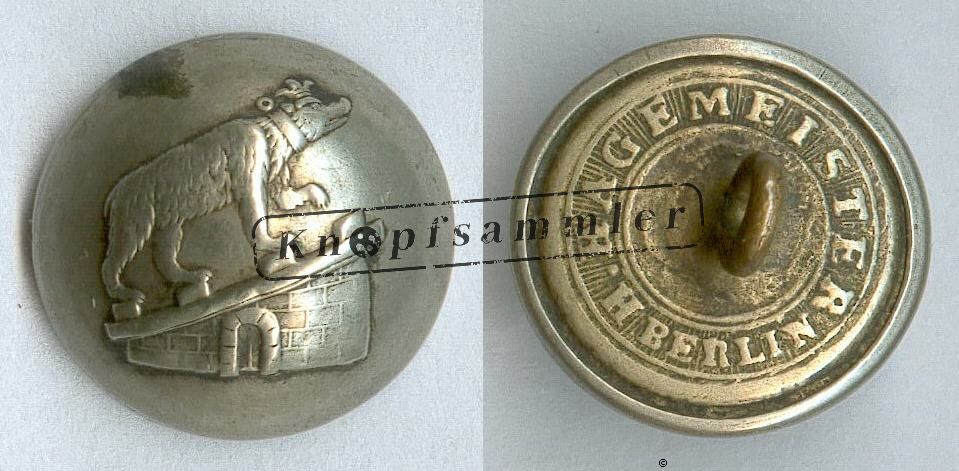 Knopfsammler
GEMEISTER
BERLIN
©